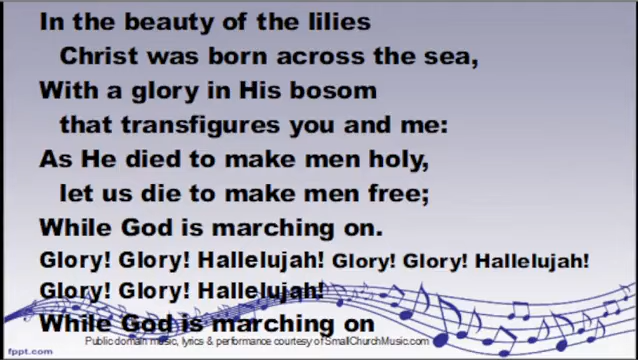 In the beauty of the lilies
Christ was born across the sea,
With a glory in His bosom
that transfigures you and me:
As He died to make men holy,
let us die to make men free;
While God is marching on.
Glory! Glory! Hallelujah! Glory! Glory! Hallelujah!
Glory! Glory! Hallelujah!
While God is marching on
Public domain music, lyrics & performance courtesy of SmallChurchMusic.com
fppt.com